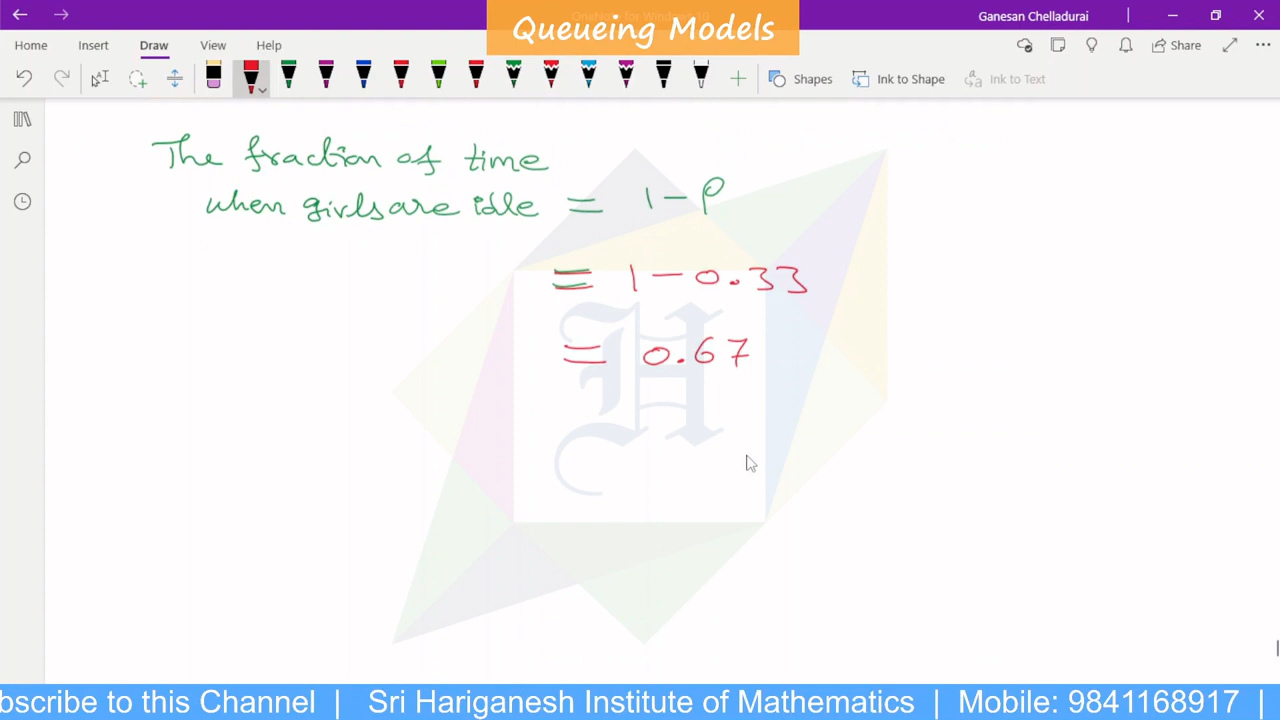 Queueing Models
Ganesan Chelladurai
Home Insert Draw View Help
Share
Shapes
Ink to Shape
Ink to Text
The fraction of time
when girls are idle = 1 - ρ
= 1 - 0.33
= 0.67
H
bscribe to this Channel | Sri Hariganesh Institute of Mathematics | Mobile: 9841168917 |